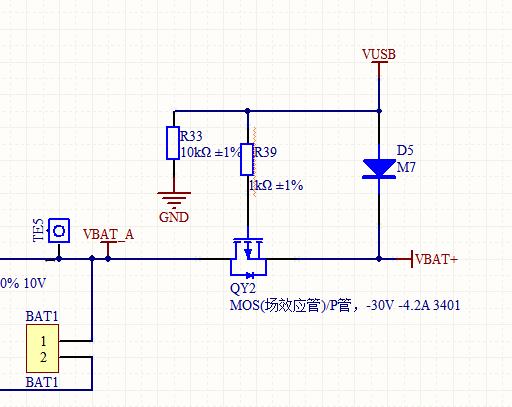 VUSB
R33
10kΩ ±1%
R39
1kΩ ±1%
D5
M7
GND
TE5
VBAT_A
VBAT+
0% 10V
QY2
MOS(场效应管)/P管，-30V -4.2A 3401
BAT1
1
2
BAT1